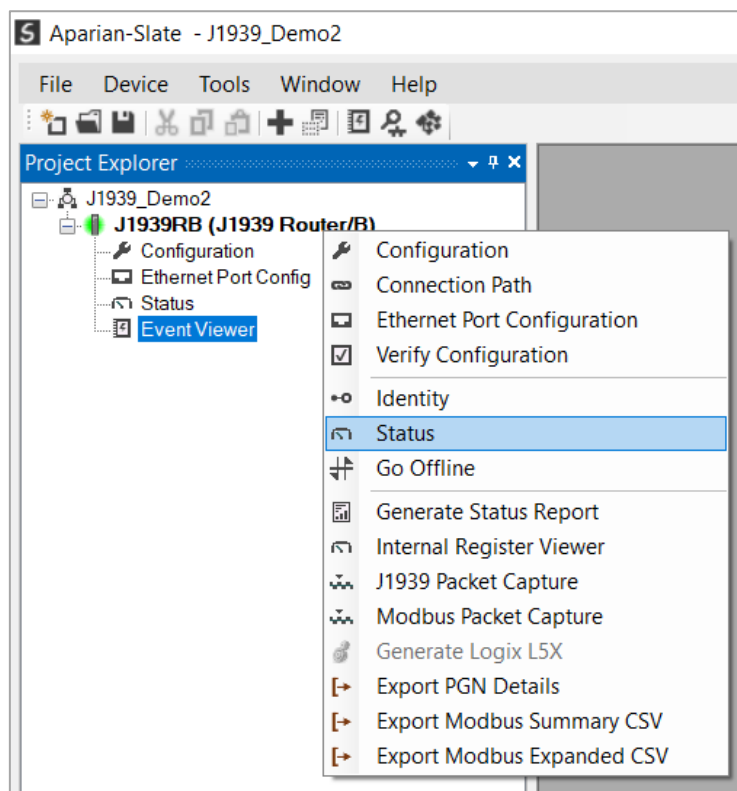 Aparian-Slate - J1939_Demo2
File Device Tools Window Help
Project Explorer
J1939_Demo2
J1939RB (J1939 Router/B)
Configuration
Ethernet Port Config
Status
Event Viewer
Configuration
Connection Path
Ethernet Port Configuration
Verify Configuration
Identity
Status
Go Offline
Generate Status Report
Internal Register Viewer
J1939 Packet Capture
Modbus Packet Capture
Generate Logix L5X
Export PGN Details
Export Modbus Summary CSV
Export Modbus Expanded CSV